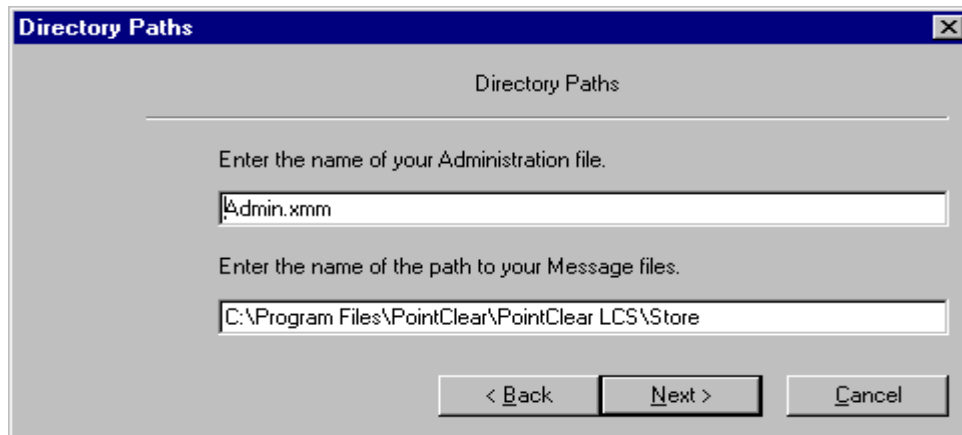 Directory Paths
Directory Paths
Enter the name of your Administration file.
Admin.xmm
Enter the name of the path to your Message files.
C:\Program Files\PointClear\PointClear LCS\Store
< Back Next > Cancel